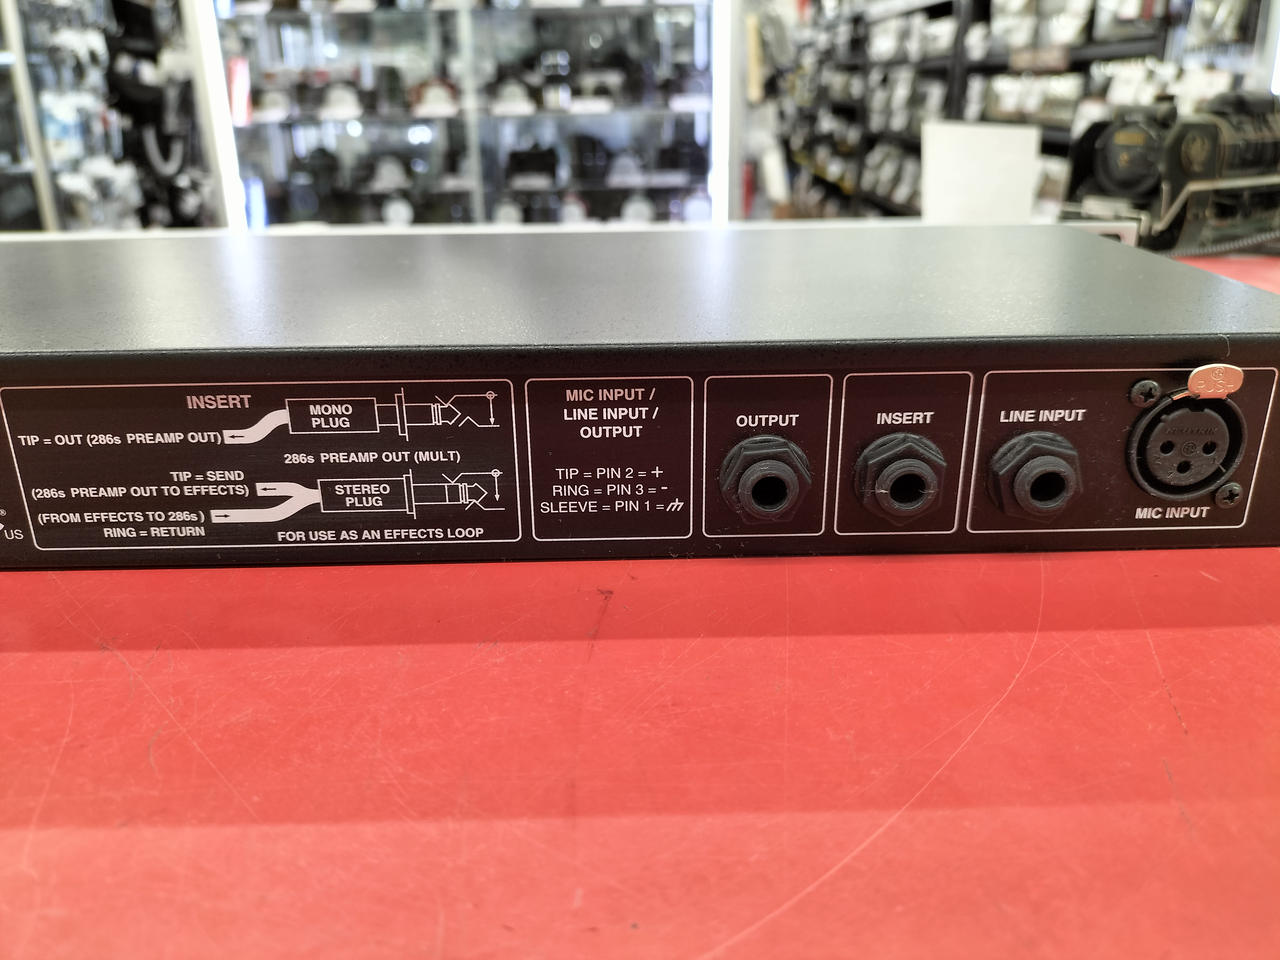 INSERT
MONO
PLUG
TIP = OUT (286s PREAMP OUT)
286s PREAMP OUT (MULT)
TIP = SEND
(286s PREAMP OUT TO EFFECTS)
STEREO
PLUG
(FROM EFFECTS TO 286s)
RING = RETURN
FOR USE AS AN EFFECTS LOOP
®
US
MIC INPUT /
LINE INPUT /
OUTPUT
TIP = PIN 2 = +
RING = PIN 3 = -
SLEEVE = PIN 1 =
OUTPUT
INSERT
LINE INPUT
PUSH
NEUTRIK
MIC INPUT